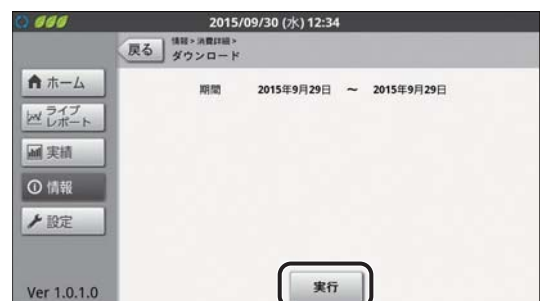 2015/09/30 (水) 12:34
戻る
情報 > 消費詳細 >
ダウンロード
ホーム
ライブ
レポート
実績
情報
設定
期間 2015年9月29日 ～ 2015年9月29日
実行
Ver 1.0.1.0